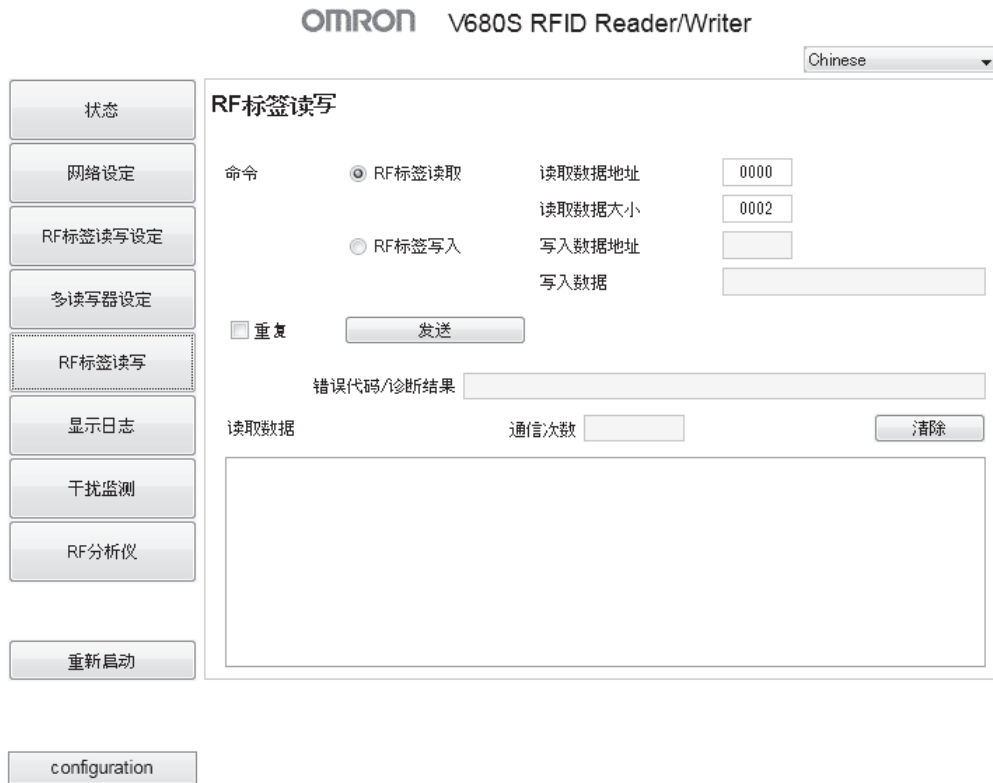 OMRON V680S RFID Reader/Writer
Chinese
状态
网络设定
RF标签读写设定
多读写器设定
RF标签读写
显示日志
干扰监测
RF分析仪
重新启动
configuration
RF标签读写
命令 RF标签读取 读取数据地址 0000
读取数据大小 0002
RF标签写入 写入数据地址
写入数据
重复 发送
错误代码/诊断结果
读取数据 通信次数 清除